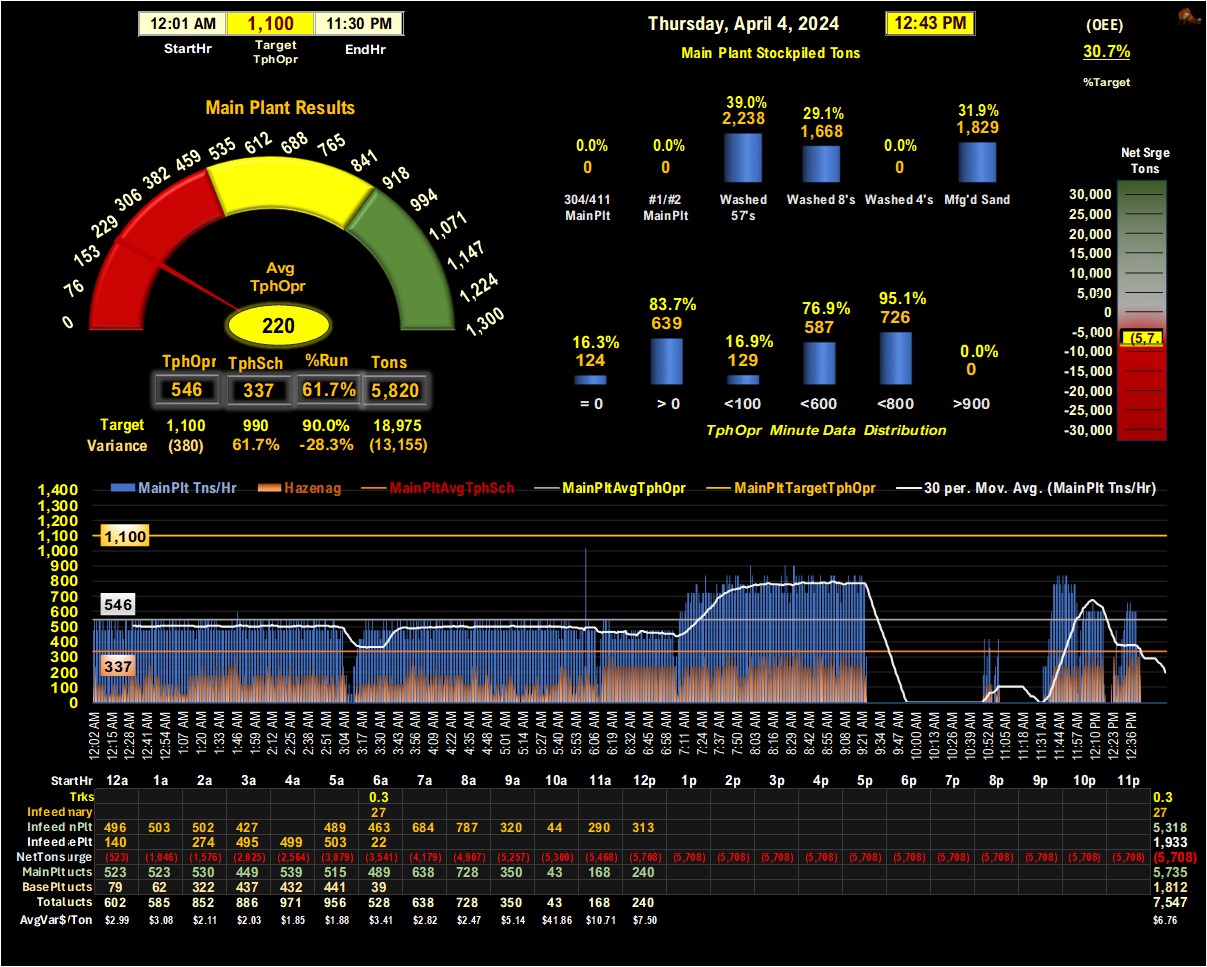 12:01 AM 1,100 11:30 PM
StartHr Target TphOpr EndHr
Thursday, April 4, 2024 12:43 PM
Main Plant Stockpiled Tons
(OEE)
30.7%
%Target
Main Plant Results
0 76 153 229 306 382 459 535 612 688 765 841 918 994 1,071 1,147 1,224 1,300
Avg
TphOpr
220
TphOpr TphSch %Run Tons
546 337 61.7% 5,820
Target 1,100 990 90.0% 18,975
Variance (380) 61.7% -28.3% (13,155)
0.0% 0.0% 39.0% 29.1% 0.0% 31.9%
0 0 2,238 1,668 0 1,829
304/411 MainPlt #1/#2 MainPlt Washed 57's Washed 8's Washed 4's Mfg'd Sand
16.3% 83.7% 16.9% 76.9% 95.1% 0.0%
124 639 129 587 726 0
= 0 > 0 <100 <600 <800 >900
TphOpr Minute Data Distribution
Net Srge
Tons
30,000
25,000
20,000
15,000
10,000
5,000
0
-5,000
(5,7.
-10,000
-15,000
-20,000
-25,000
-30,000
MainPlt Tns/Hr Hazenag MainPltAvgTphSch MainPltAvgTphOpr MainPltTargetTphOpr 30 per. Mov. Avg. (MainPlt Tns/Hr)
1,400
1,300
1,200
1,100
1,000
900
800
700
600
500
400
300
200
100
0
1,100
546
337
12:02 AM 12:15 AM 12:28 AM 12:41 AM 12:54 AM 1:07 AM 1:20 AM 1:33 AM 1:46 AM 1:59 AM 2:12 AM 2:25 AM 2:38 AM 2:51 AM 3:04 AM 3:17 AM 3:30 AM 3:43 AM 3:56 AM 4:09 AM 4:22 AM 4:35 AM 4:48 AM 5:01 AM 5:14 AM 5:27 AM 5:40 AM 5:53 AM 6:06 AM 6:19 AM 6:32 AM 6:45 AM 6:58 AM 7:11 AM 7:24 AM 7:37 AM 7:50 AM 8:03 AM 8:16 AM 8:29 AM 8:42 AM 8:55 AM 9:08 AM 9:21 AM 9:34 AM 9:47 AM 10:00 AM 10:13 AM 10:26 AM 10:39 AM 10:52 AM 11:05 AM 11:18 AM 11:31 AM 11:44 AM 11:57 AM 12:10 PM 12:23 PM 12:36 PM
StartHr 12a 1a 2a 3a 4a 5a 6a 7a 8a 9a 10a 11a 12p 1p 2p 3p 4p 5p 6p 7p 8p 9p 10p 11p
Trks 0.3 0.3
Infeed mary 27 27
Infeed nPlt 496 503 502 427 489 463 684 787 320 44 290 313 5,318
Infeed ePlt 140 274 495 499 503 22 1,933
NetTons urge (523) (1,046) (1,576) (2,025) (2,564) (3,079) (3,541) (4,179) (4,907) (5,257) (5,300) (5,468) (5,708) (5,708) (5,708) (5,708) (5,708) (5,708) (5,708) (5,708) (5,708) (5,708) (5,708) (5,708) (5,708)
MainPlt ucts 523 523 530 449 539 515 489 638 728 350 43 168 240 5,735
BasePlt ucts 79 62 322 437 432 441 39 1,812
Total ucts 602 585 852 886 971 956 528 638 728 350 43 168 240 7,547
AvgVar$/Ton $2.99 $3.08 $2.11 $2.03 $1.85 $1.88 $3.41 $2.82 $2.47 $5.14 $41.86 $10.71 $7.50 $6.76